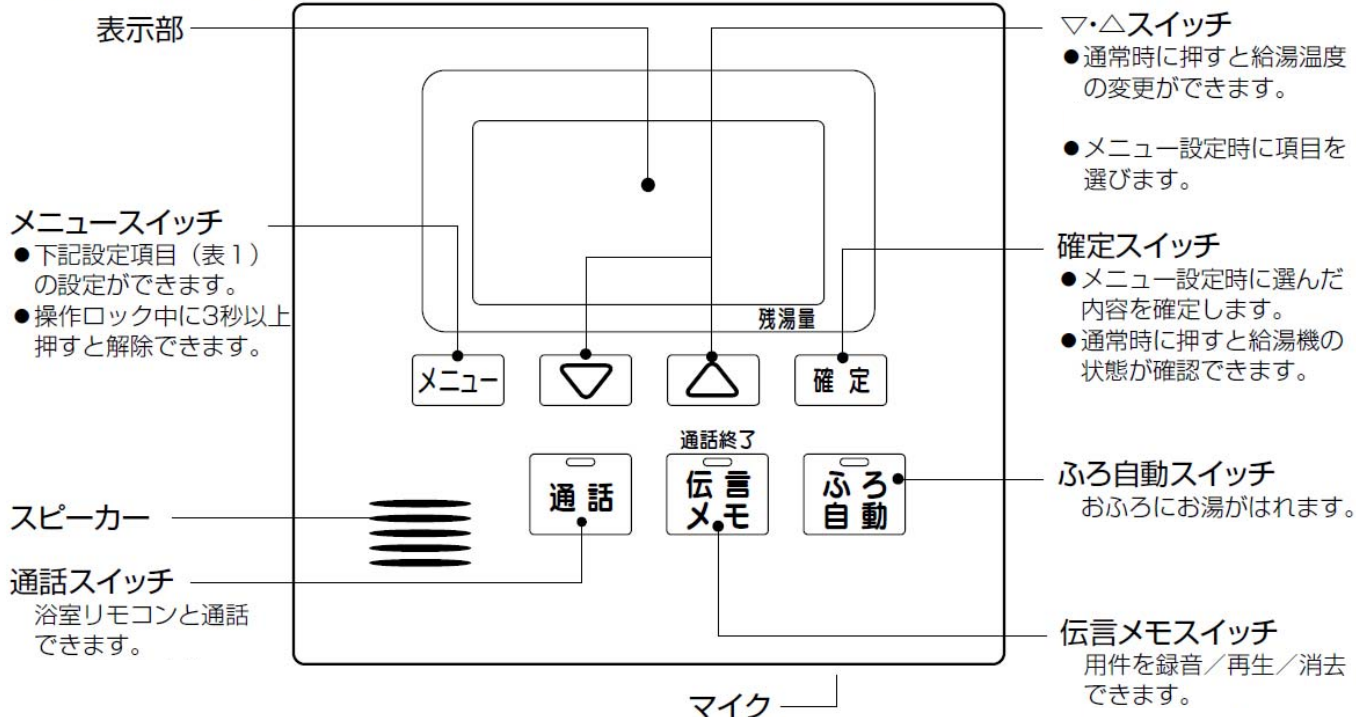 表示部
▽・△スイッチ
●通常時に押すと給湯温度
の変更ができます。
●メニュー設定時に項目を
選びます。
メニュースイッチ
●下記設定項目（表1）
の設定ができます。
●操作ロック中に3秒以上
押すと解除できます。
確定スイッチ
●メニュー設定時に選んだ
内容を確定します。
●通常時に押すと給湯機の
状態が確認できます。
残湯量
メニュー
▽
△
確定
通話終了
通話
伝言
メモ
ふろ
自動
ふろ自動スイッチ
おふろにお湯がはれます。
スピーカー
通話スイッチ
浴室リモコンと通話
できます。
伝言メモスイッチ
用件を録音／再生／消去
できます。
マイク